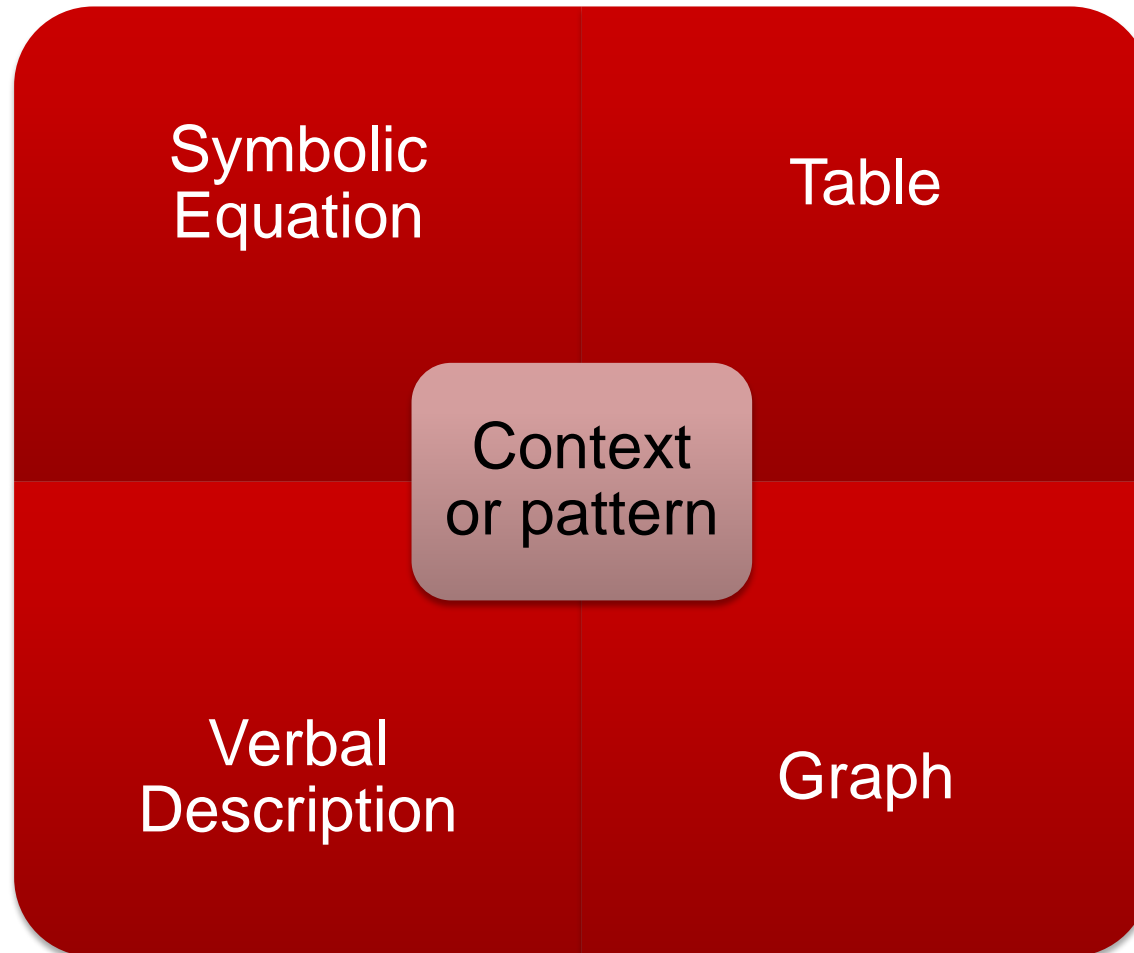 Symbolic
Equation
Table
Context
or pattern
Verbal
Description
Graph